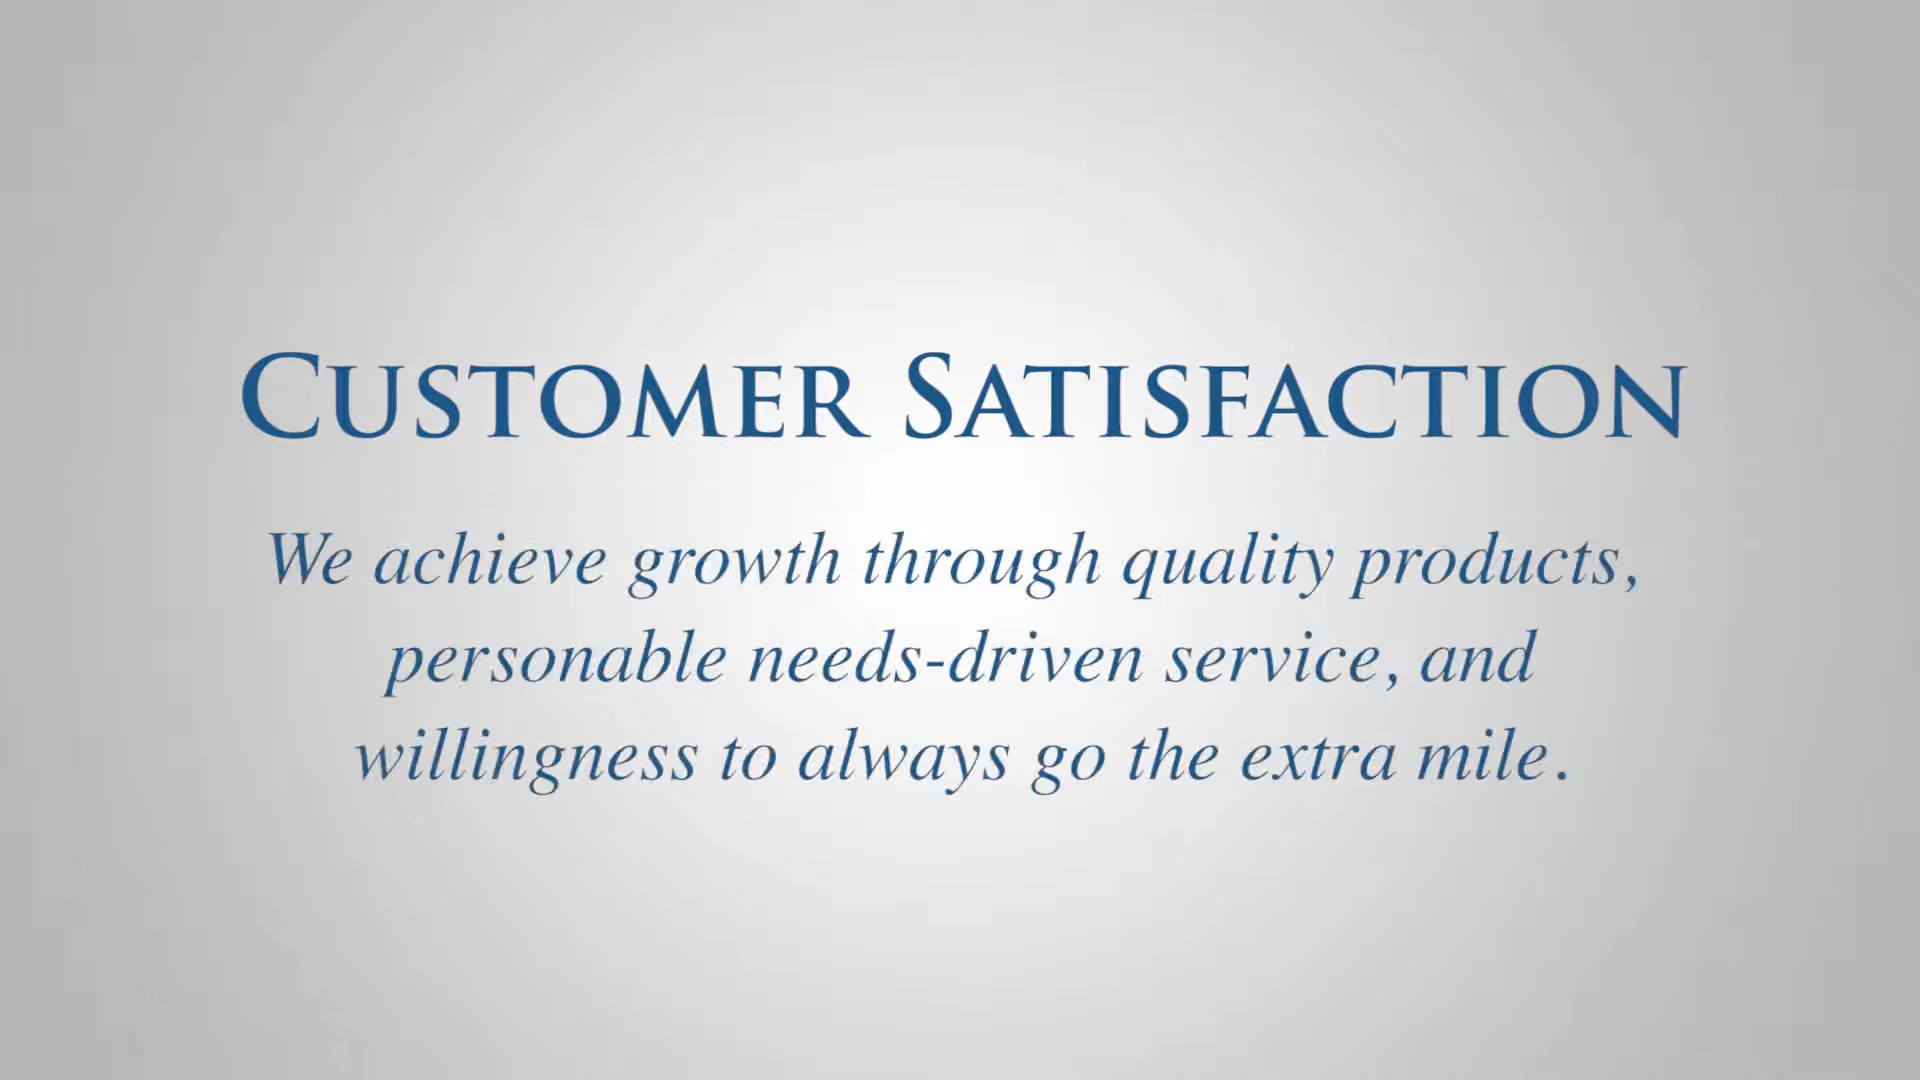 Customer Satisfaction
We achieve growth through quality products,
personable needs-driven service, and
willingness to always go the extra mile.